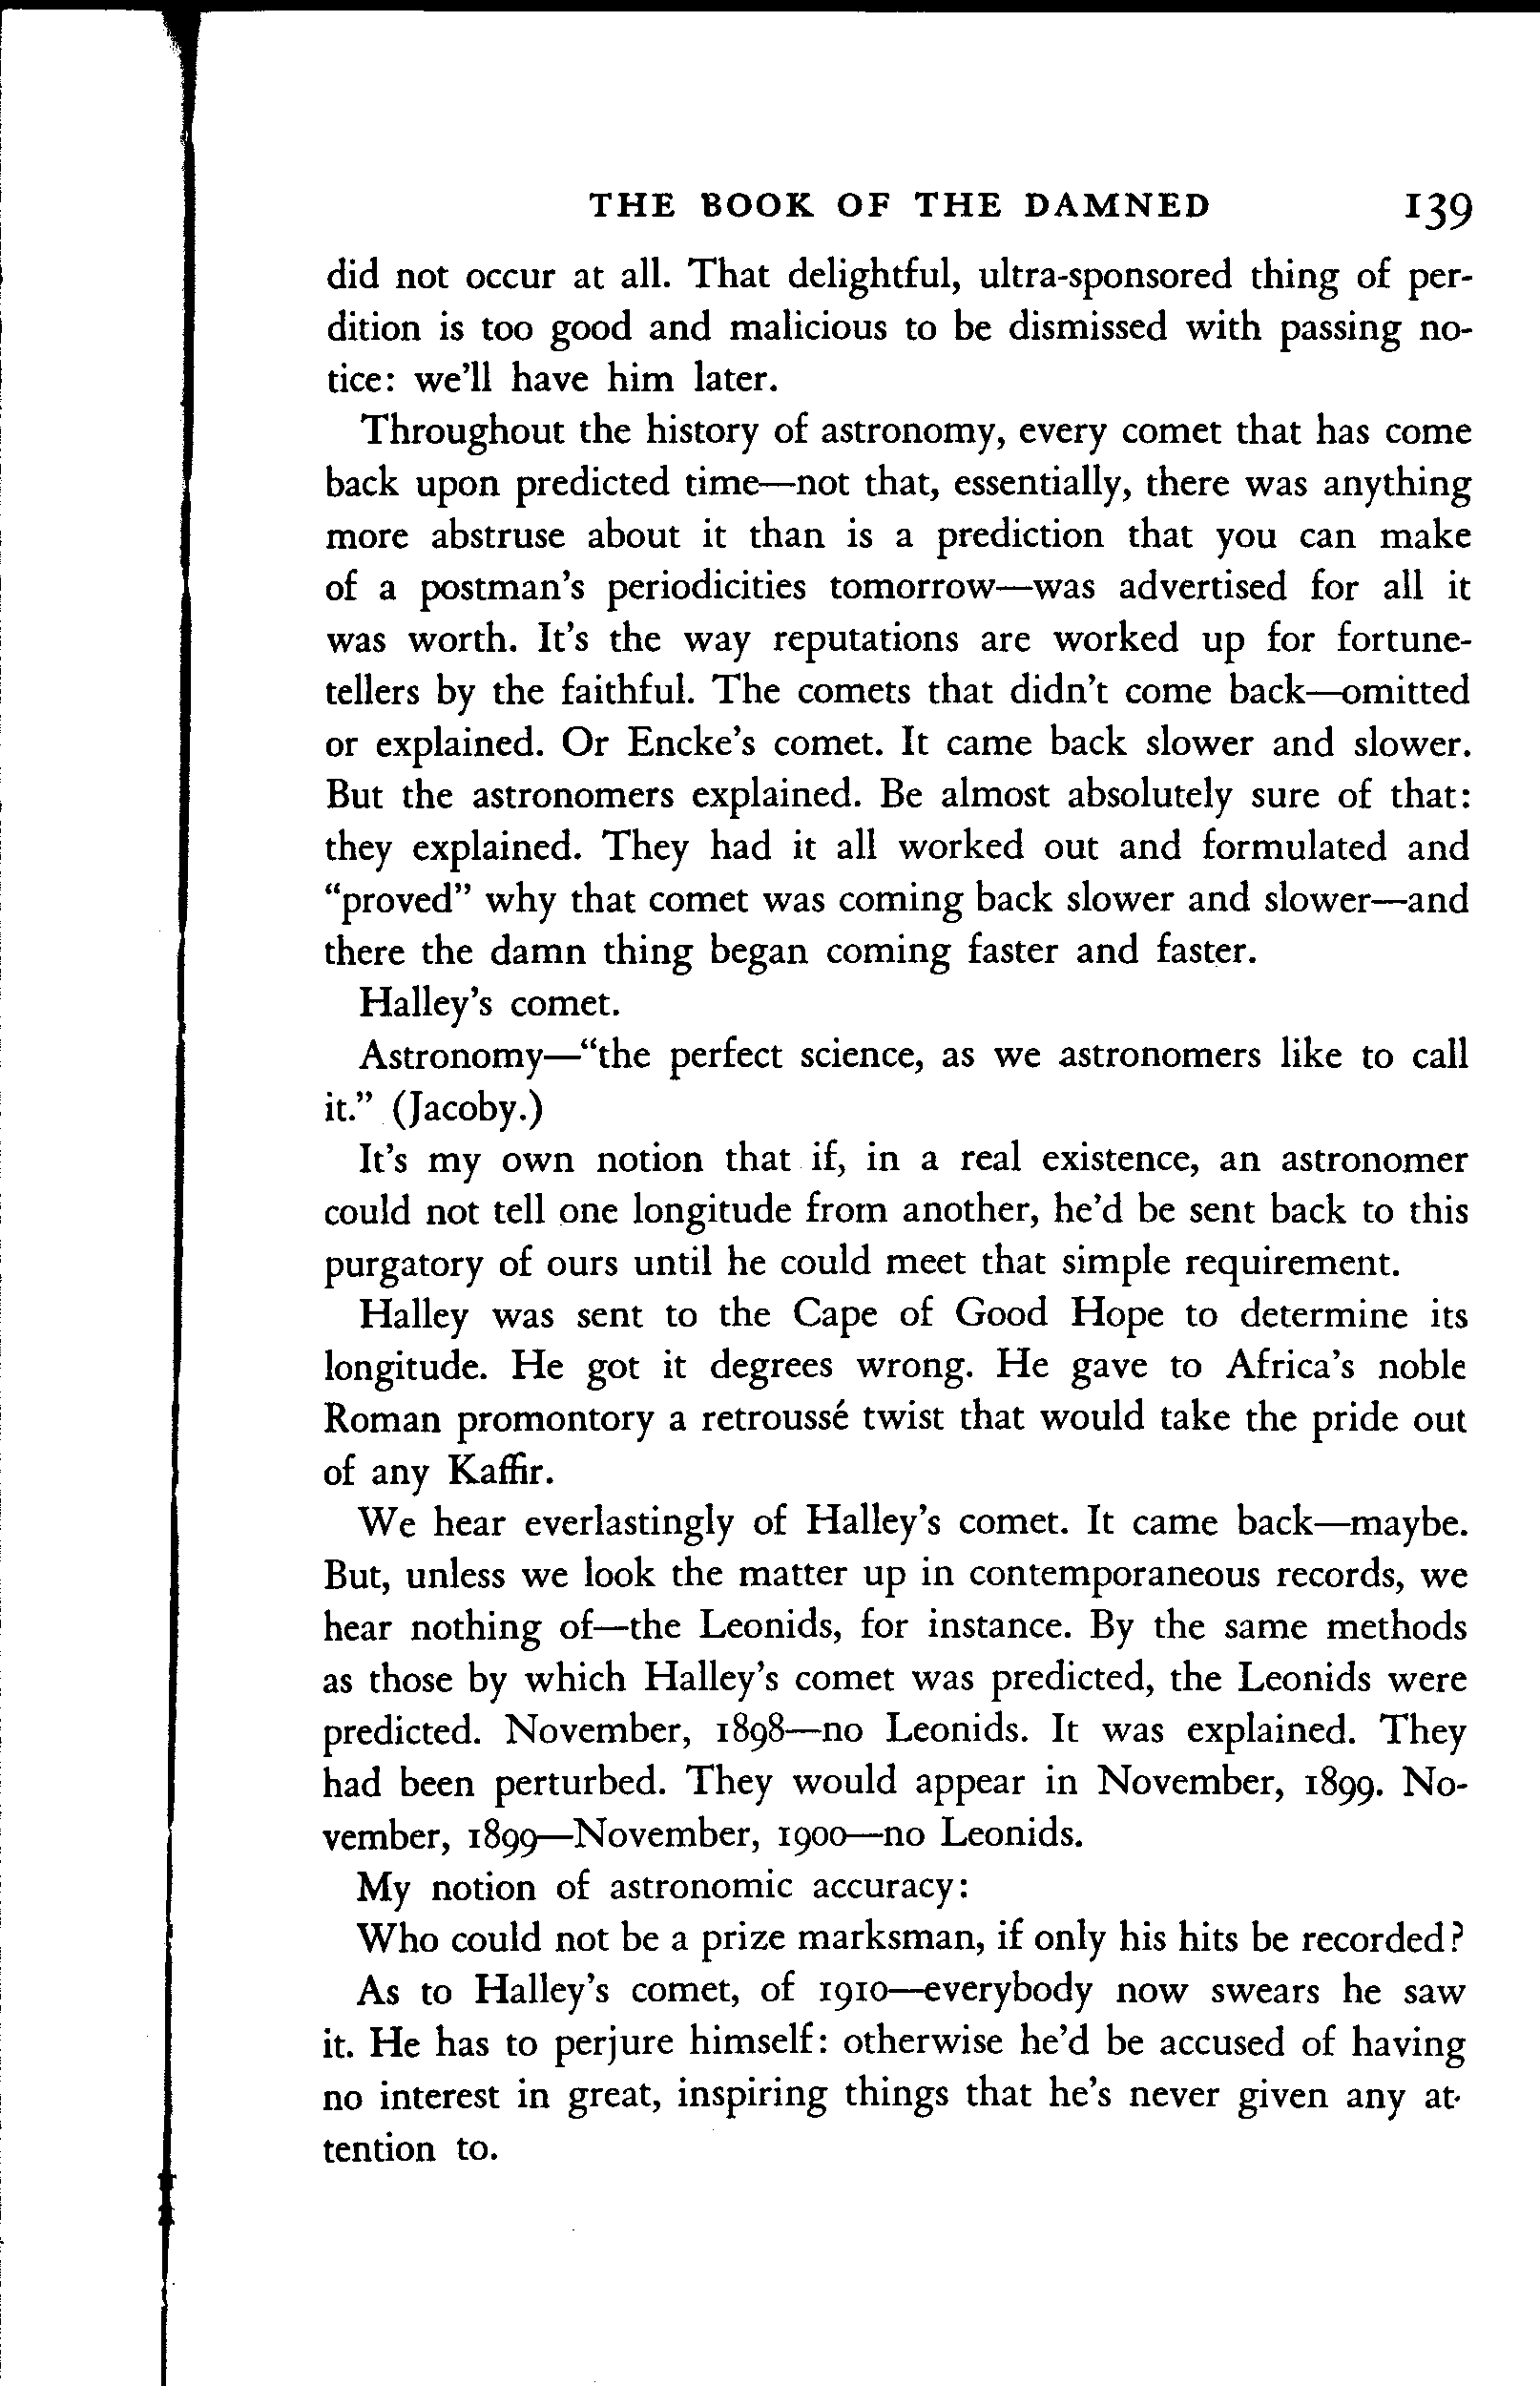 THE BOOK OF THE DAMNED 139
did not occur at all. That delightful, ultra-sponsored thing of per-
dition is too good and malicious to be dismissed with passing no-
tice: we'll have him later.
Throughout the history of astronomy, every comet that has come
back upon predicted time—not that, essentially, there was anything
more abstruse about it than is a prediction that you can make
of a postman's periodicities tomorrow—was advertised for all it
was worth. It's the way reputations are worked up for fortune-
tellers by the faithful. The comets that didn't come back—omitted
or explained. Or Encke's comet. It came back slower and slower.
But the astronomers explained. Be almost absolutely sure of that:
they explained. They had it all worked out and formulated and
“proved” why that comet was coming back slower and slower—and
there the damn thing began coming faster and faster.
Halley's comet.
Astronomy—“the perfect science, as we astronomers like to call
it.” (Jacoby.)
It's my own notion that if, in a real existence, an astronomer
could not tell one longitude from another, he'd be sent back to this
purgatory of ours until he could meet that simple requirement.
Halley was sent to the Cape of Good Hope to determine its
longitude. He got it degrees wrong. He gave to Africa's noble
Roman promontory a retroussé twist that would take the pride out
of any Kaffir.
We hear everlastingly of Halley's comet. It came back—maybe.
But, unless we look the matter up in contemporaneous records, we
hear nothing of—the Leonids, for instance. By the same methods
as those by which Halley's comet was predicted, the Leonids were
predicted. November, 1898—no Leonids. It was explained. They
had been perturbed. They would appear in November, 1899. No-
vember, 1899—November, 1900—no Leonids.
My notion of astronomic accuracy:
Who could not be a prize marksman, if only his hits be recorded?
As to Halley's comet, of 1910—everybody now swears he saw
it. He has to perjure himself: otherwise he'd be accused of having
no interest in great, inspiring things that he's never given any at-
tention to.